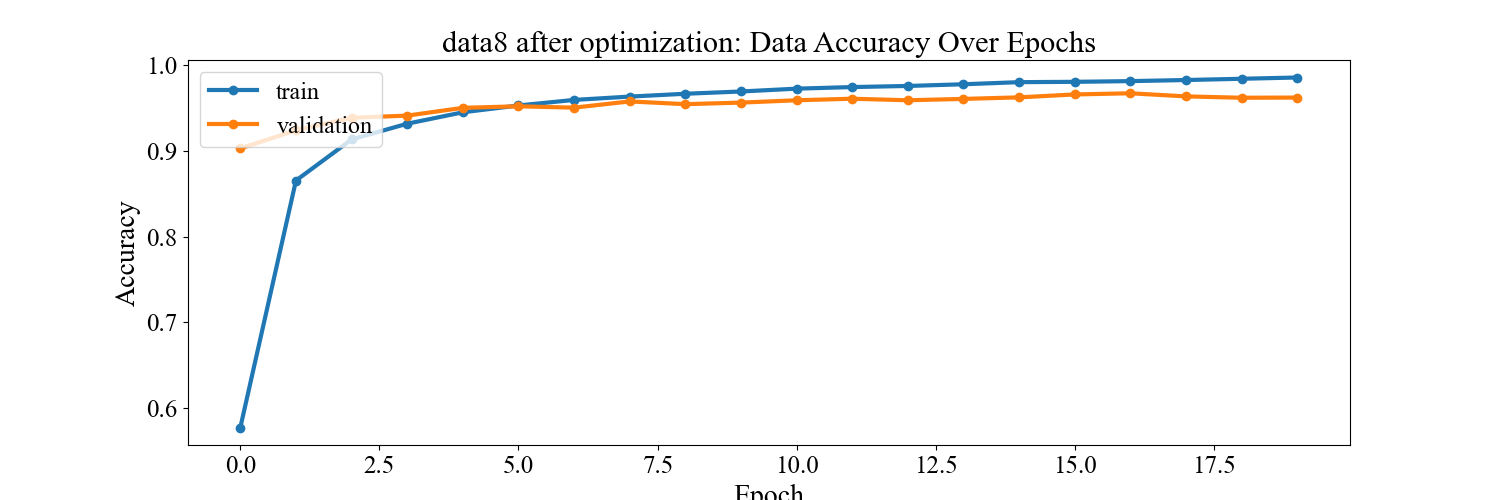 data8 after optimization: Data Accuracy Over Epochs
1.0
0.9
0.8
0.7
0.6
Accuracy
train
validation
0.0 2.5 5.0 7.5 10.0 12.5 15.0 17.5
Epoch